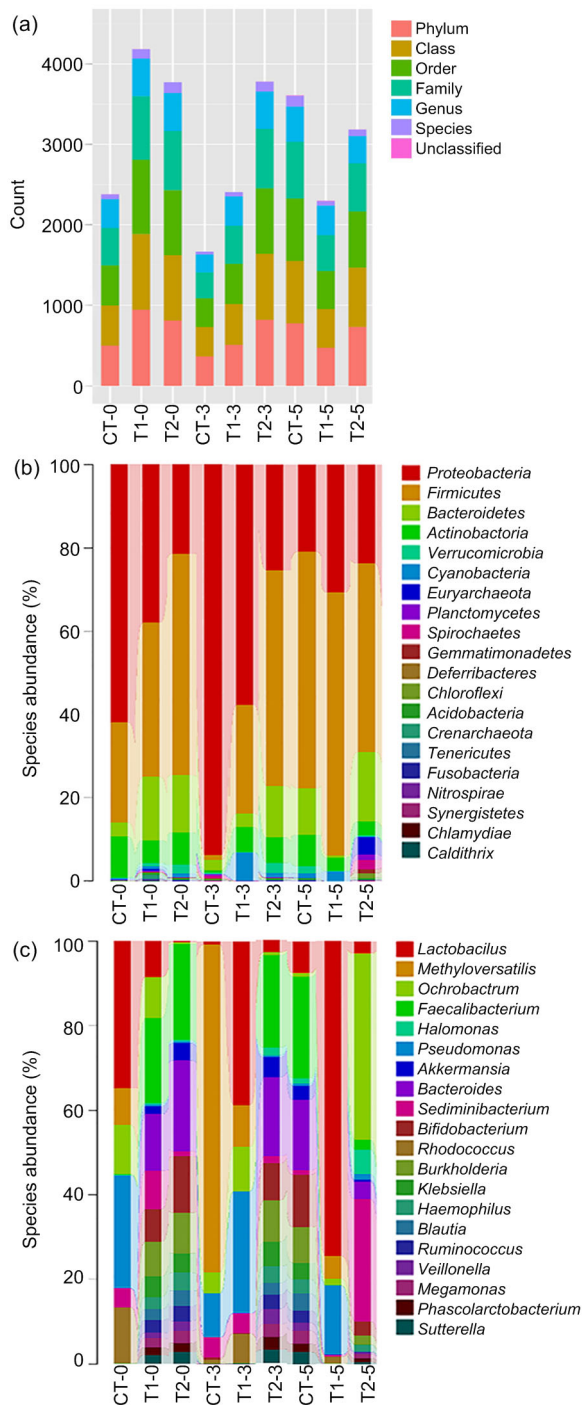 (a)
4000
3000
2000
1000
0
Count
CT-0
T1-0
T2-0
CT-3
T1-3
T2-3
CT-5
T1-5
T2-5
Phylum
Class
Order
Family
Genus
Species
Unclassified
(b)
100
80
60
40
20
0
Species abundance (%)
CT-0
T1-0
T2-0
CT-3
T1-3
T2-3
CT-5
T1-5
T2-5
Proteobacteria
Firmicutes
Bacteroidetes
Actinobactoria
Verrucomicrobia
Cyanobacteria
Euryarchaeota
Planctomycetes
Spirochaetes
Gemmatimonadetes
Deferribacteres
Chloroflexi
Acidobacteria
Crenarchaeota
Tenericutes
Fusobacteria
Nitrospirae
Synergistetes
Chlamydiae
Caldithrix
(c)
100
80
60
40
20
0
Species abundance (%)
CT-0
T1-0
T2-0
CT-3
T1-3
T2-3
CT-5
T1-5
T2-5
Lactobacilus
Methyloversatilis
Ochrobactrum
Faecalibacterium
Halomonas
Pseudomonas
Akkermansia
Bacteroides
Sediminibacterium
Bifidobacterium
Rhodococcus
Burkholderia
Klebsiella
Haemophilus
Blautia
Ruminococcus
Veillonella
Megamonas
Phascolarctobacterium
Sutterella